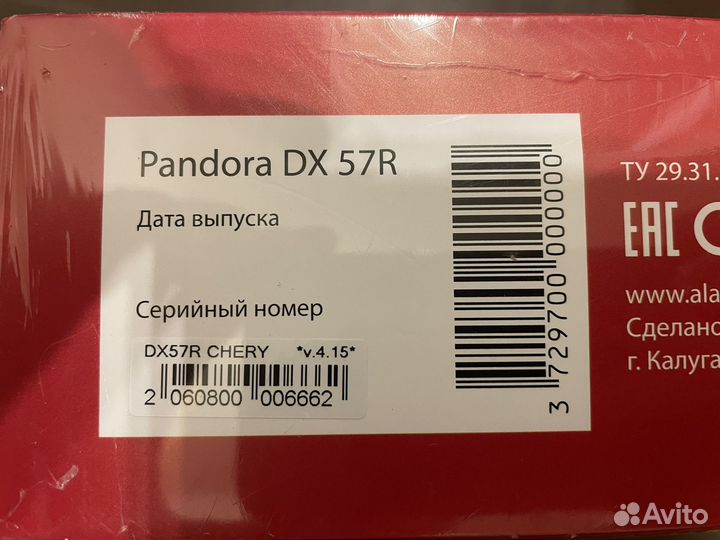 Pandora DX 57R
Дата выпуска
Серийный номер
DX57R CHERY *v.4.15*
2 060800 006662
3 729700 000000
ТУ 29.31.
EAC
www.ala
Сделано
г. Калуга
Avito